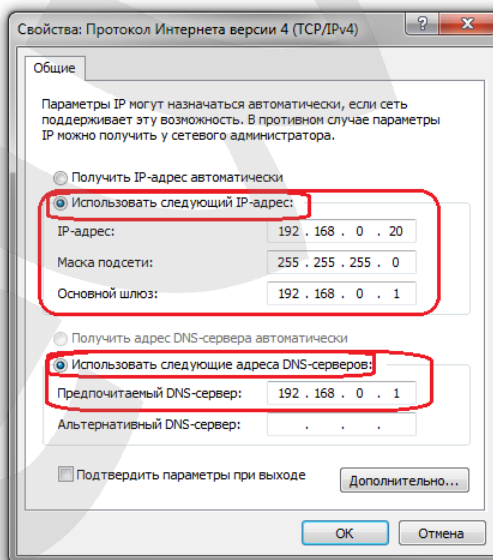 Свойства: Протокол Интернета версии 4 (TCP/IPv4)
Общие
Параметры IP могут назначаться автоматически, если сеть
поддерживает эту возможность. В противном случае параметры
IP можно получить у сетевого администратора.
Получить IP-адрес автоматически
Использовать следующий IP-адрес:
IP-адрес: 192 . 168 . 0 . 20
Маска подсети: 255 . 255 . 255 . 0
Основной шлюз: 192 . 168 . 0 . 1
Получить адрес DNS-сервера автоматически
Использовать следующие адреса DNS-серверов:
Предпочитаемый DNS-сервер: 192 . 168 . 0 . 1
Альтернативный DNS-сервер: . . .
Подтвердить параметры при выходе
Дополнительно...
ОК Отмена